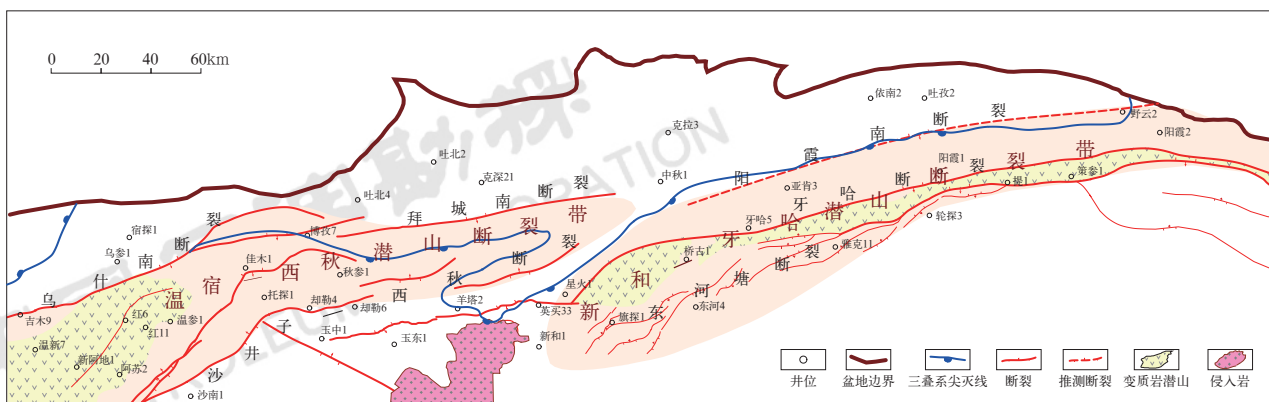 0 20 40 60km
依南2
吐孜2
野云2
克拉3
阳霞2
吐北2
阳霞1
克深21
中秋1
亚肯3
提1
策参1
吐北4
轮探3
牙哈5
宿探1
博孜7
雅克11
乌参1
佳木1
秋参1
桥古1
星火1
托探1
却勒4
却勒6
羊塔2
英买33
东河4
吉木9
红6
温参1
红11
旗探1
玉中1
玉东1
新和1
温新7
新阿地1
阿苏2
沙南1
乌什南断裂
拜城南断裂
阳霞南断裂
牙哈断裂
西秋断裂
沙井子
东河塘断裂
温宿西秋潜山断裂带
新和牙哈潜山断裂带
PETROLEUM EXPLORATION
井位
盆地边界
三叠系尖灭线
断裂
推测断裂
变质岩潜山
侵入岩